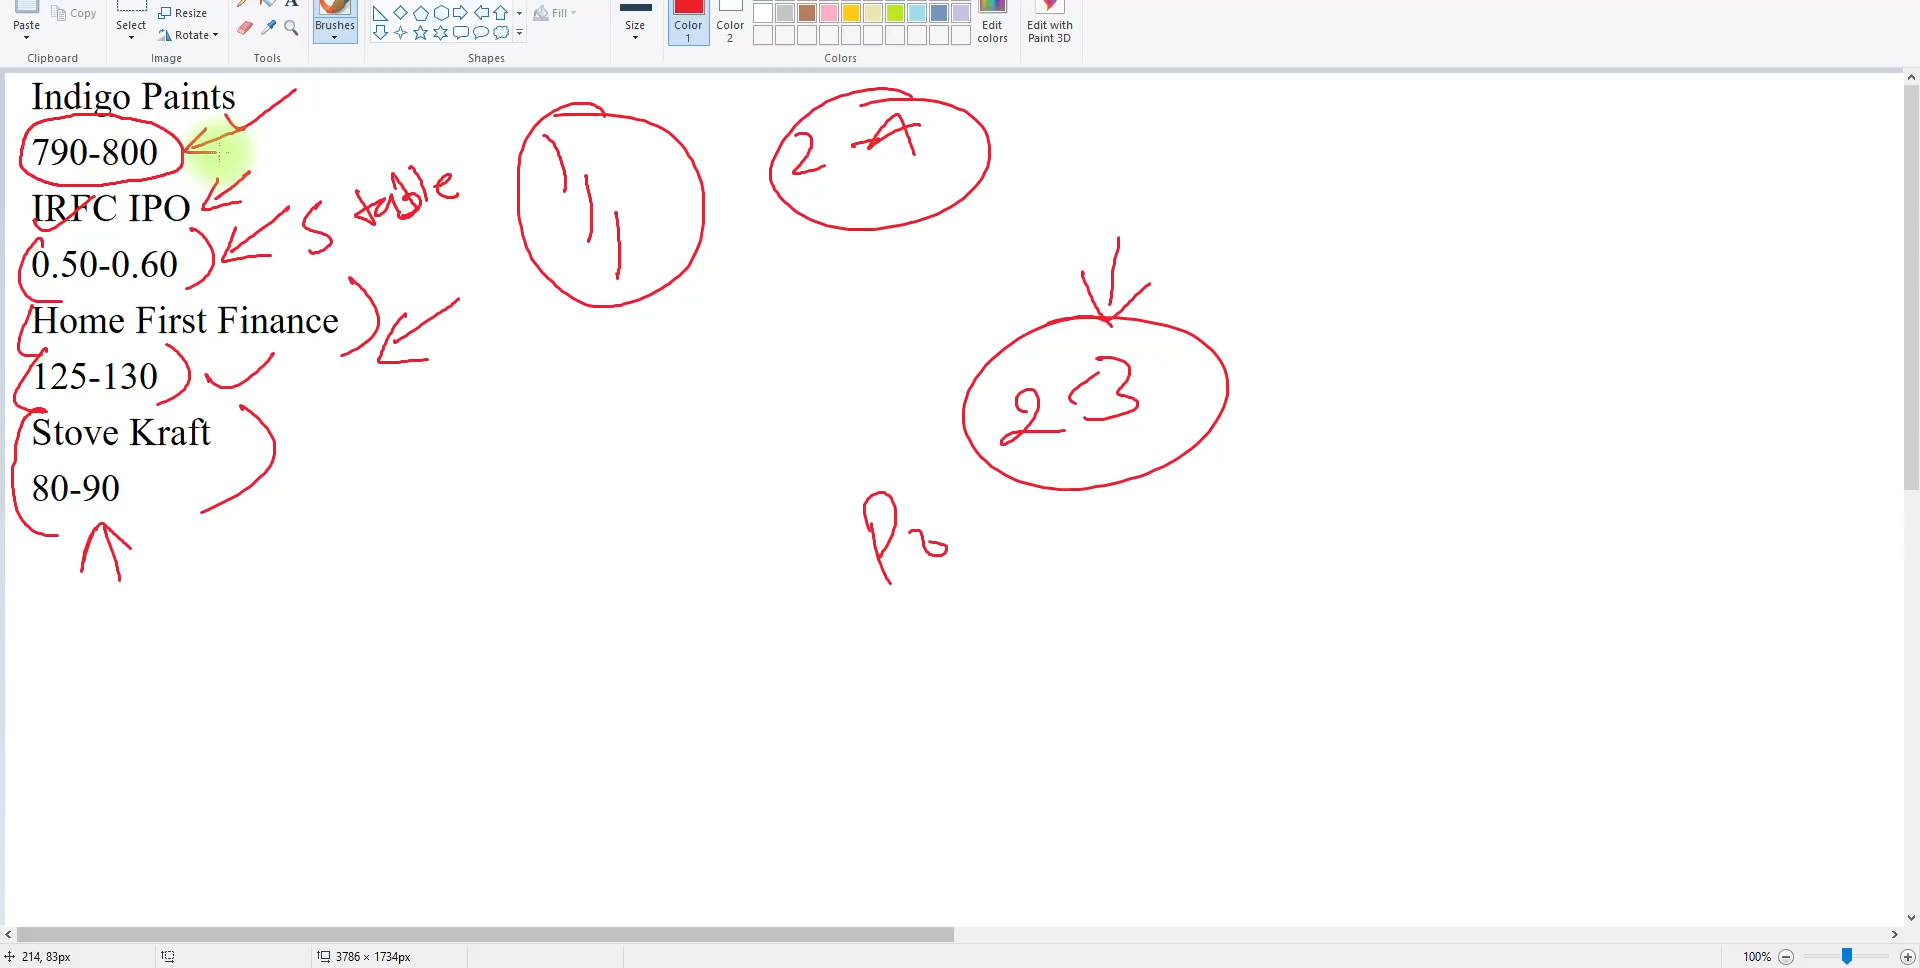 Paste
Copy
Select
Resize
Rotate
Brushes
Fill
Size
Color
1
Color
2
Edit
colors
Edit with
Paint 3D
Clipboard
Image
Tools
Shapes
Colors
Indigo Paints
790-800
IRFC IPO
0.50-0.60
Home First Finance
125-130
Stove Kraft
80-90
Stable
23
214, 83px
3786 × 1734px
100%